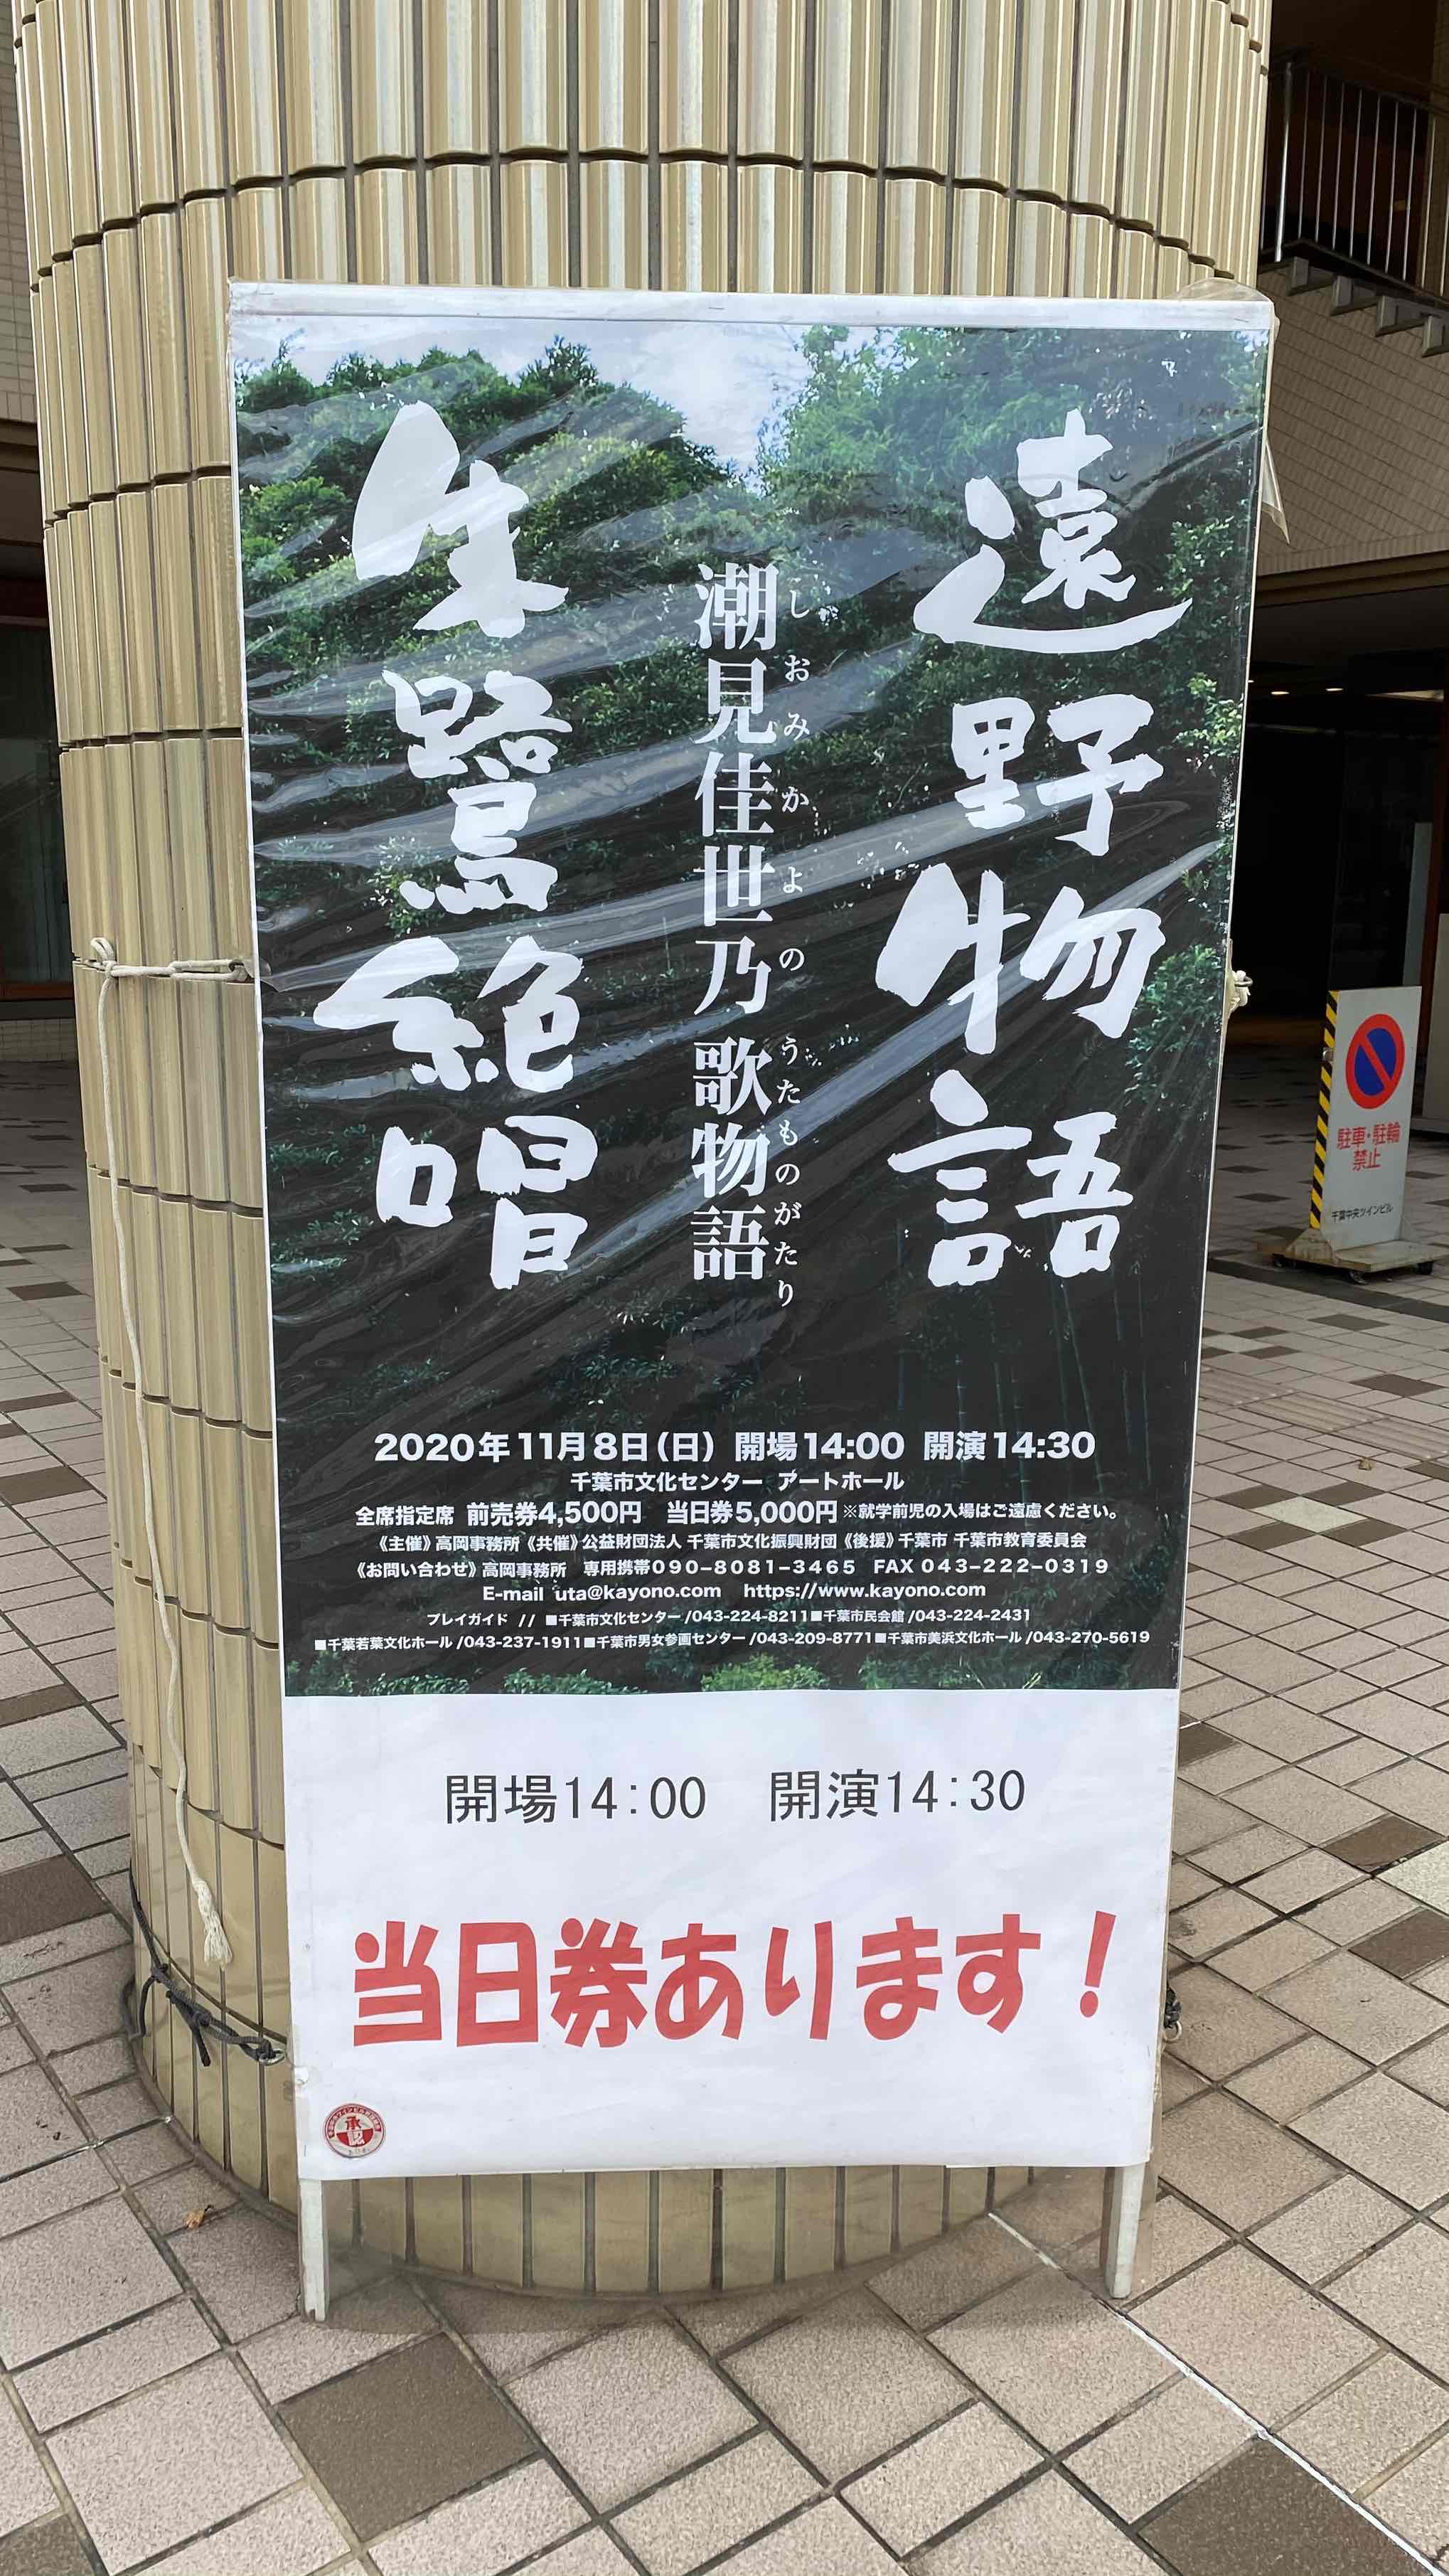 遠野物語
潮見佳世乃 歌物語
しおみかよの うたものがたり
朱鷺絶唱
2020年11月8日(日) 開場14:00 開演14:30
千葉市文化センター アートホール
全席指定席 前売券4,500円 当日券5,000円 ※就学前児の入場はご遠慮ください。
《主催》高岡事務所《共催》公益財団法人 千葉市文化振興財団《後援》千葉市 千葉市教育委員会
《お問い合わせ》高岡事務所 専用携帯090-8081-3465 FAX 043-222-0319
E-mail uta@kayono.com https://www.kayono.com
プレイガイド // ■千葉市文化センター/043-224-8211■千葉市民会館/043-224-2431
■千葉若葉文化ホール/043-237-1911■千葉市男女参画センター/043-209-8771■千葉市美浜文化ホール/043-270-5619
開場14:00 開演14:30
当日券あります!
承認
駐車・駐輪
禁止
千葉中央ツインビル